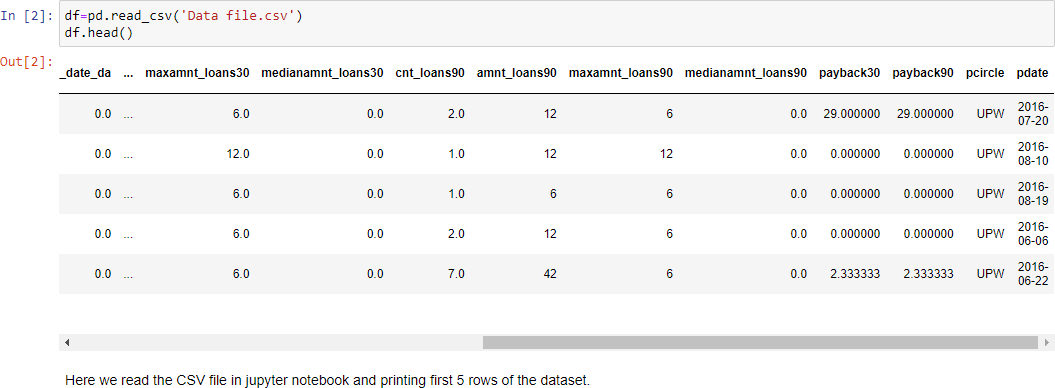 In [2]: df=pd.read_csv('Data file.csv')
df.head()
Out[2]:
_date_da ... maxamnt_loans30 medianamnt_loans30 cnt_loans90 amnt_loans90 maxamnt_loans90 medianamnt_loans90 payback30 payback90 pcircle pdate
0.0 ... 6.0 0.0 2.0 12 6 0.0 29.000000 29.000000 UPW 2016-
07-20
0.0 ... 12.0 0.0 1.0 12 12 0.0 0.000000 0.000000 UPW 2016-
08-10
0.0 ... 6.0 0.0 1.0 6 6 0.0 0.000000 0.000000 UPW 2016-
08-19
0.0 ... 6.0 0.0 2.0 12 6 0.0 0.000000 0.000000 UPW 2016-
06-06
0.0 ... 6.0 0.0 7.0 42 6 0.0 2.333333 2.333333 UPW 2016-
06-22
Here we read the CSV file in jupyter notebook and printing first 5 rows of the dataset.